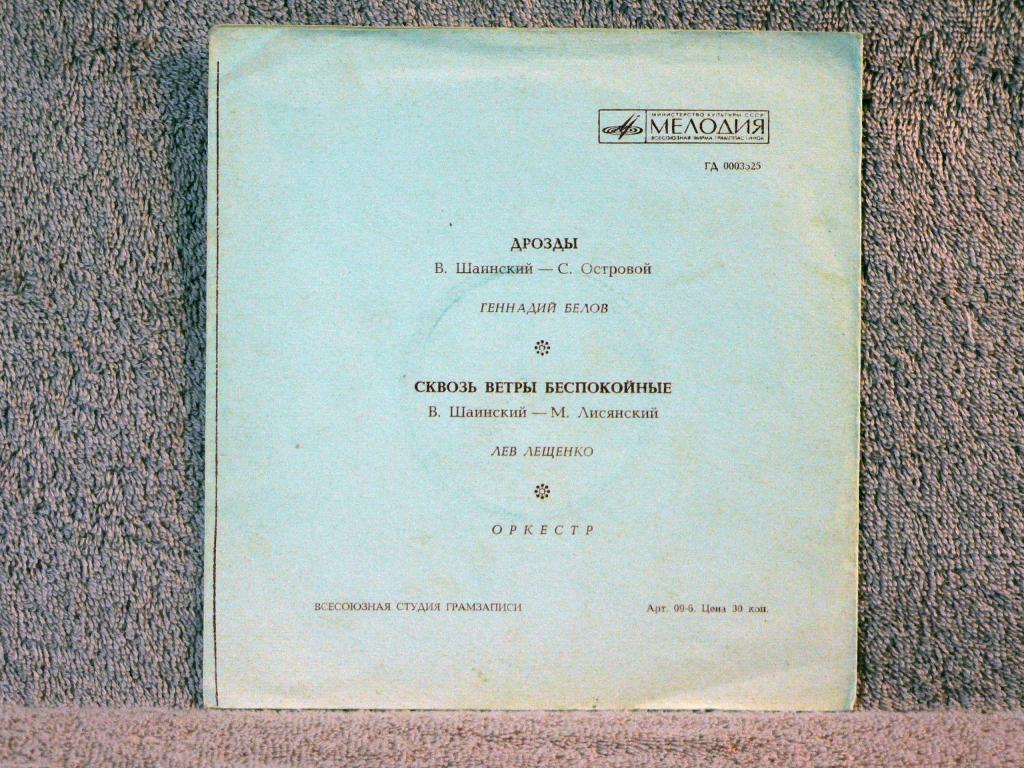 МИНИСТЕРСТВО КУЛЬТУРЫ СССР
МЕЛОДИЯ
ВСЕСОЮЗНАЯ ФИРМА ГРАМПЛАСТИНОК
ГД 0003525
ДРОЗДЫ
В. Шаинский — С. Островой
ГЕННАДИЙ БЕЛОВ
СКВОЗЬ ВЕТРЫ БЕСПОКОЙНЫЕ
В. Шаинский — М. Лисянский
ЛЕВ ЛЕЩЕНКО
ОРКЕСТР
ВСЕСОЮЗНАЯ СТУДИЯ ГРАМЗАПИСИ
Арт. 09-6. Цена 30 коп.